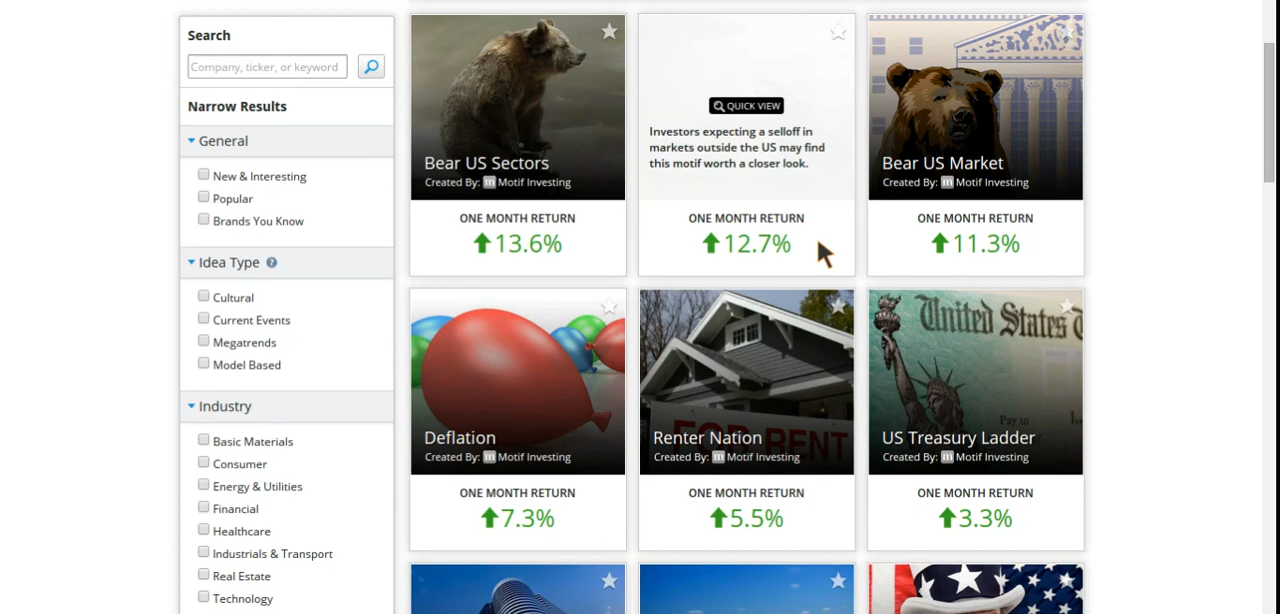 Search
Company, ticker, or keyword
Narrow Results
General
New & Interesting
Popular
Brands You Know
Idea Type ?
Cultural
Current Events
Megatrends
Model Based
Industry
Basic Materials
Consumer
Energy & Utilities
Financial
Healthcare
Industrials & Transport
Real Estate
Technology
Bear US Sectors
Created By: m Motif Investing
ONE MONTH RETURN
13.6%
QUICK VIEW
Investors expecting a selloff in
markets outside the US may find
this motif worth a closer look.
ONE MONTH RETURN
12.7%
Bear US Market
Created By: m Motif Investing
ONE MONTH RETURN
11.3%
Deflation
Created By: m Motif Investing
ONE MONTH RETURN
7.3%
FOR RENT
Renter Nation
Created By: m Motif Investing
ONE MONTH RETURN
5.5%
United States
Pay to
US Treasury Ladder
Created By: m Motif Investing
ONE MONTH RETURN
3.3%